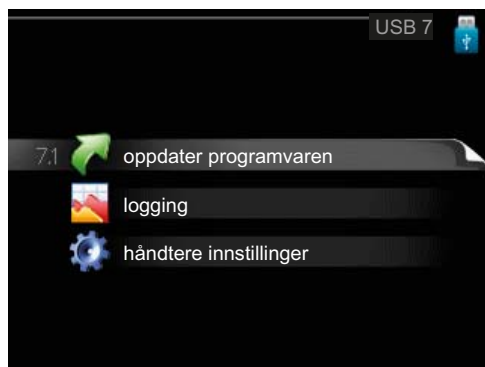 USB 7
7.1 oppdater programvaren
logging
håndtere innstillinger